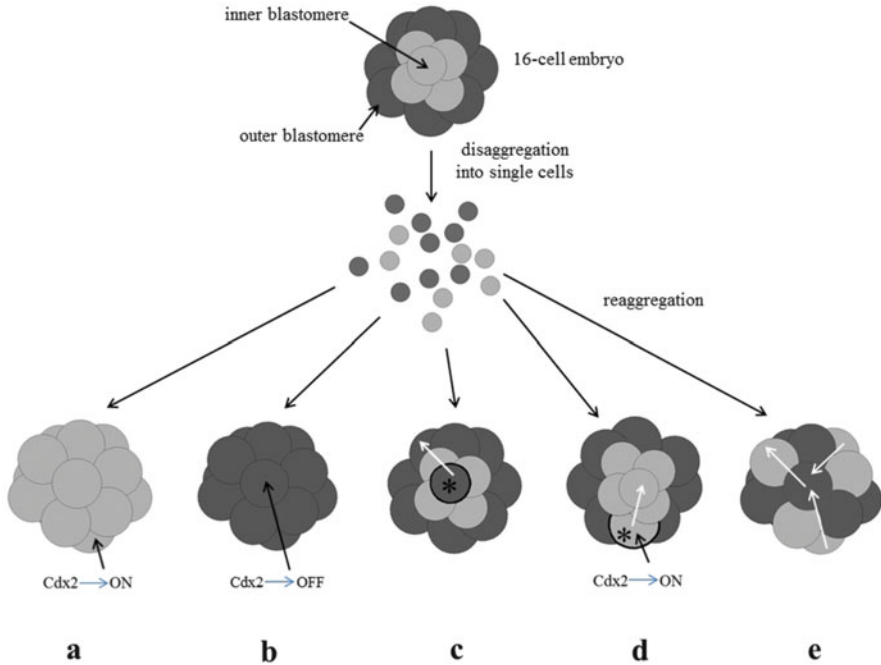 inner blastomere
16-cell embryo
outer blastomere
disaggregation
into single cells
reaggregation
*
*
Cdx2→ON
Cdx2→OFF
Cdx2→ON
a b c d e